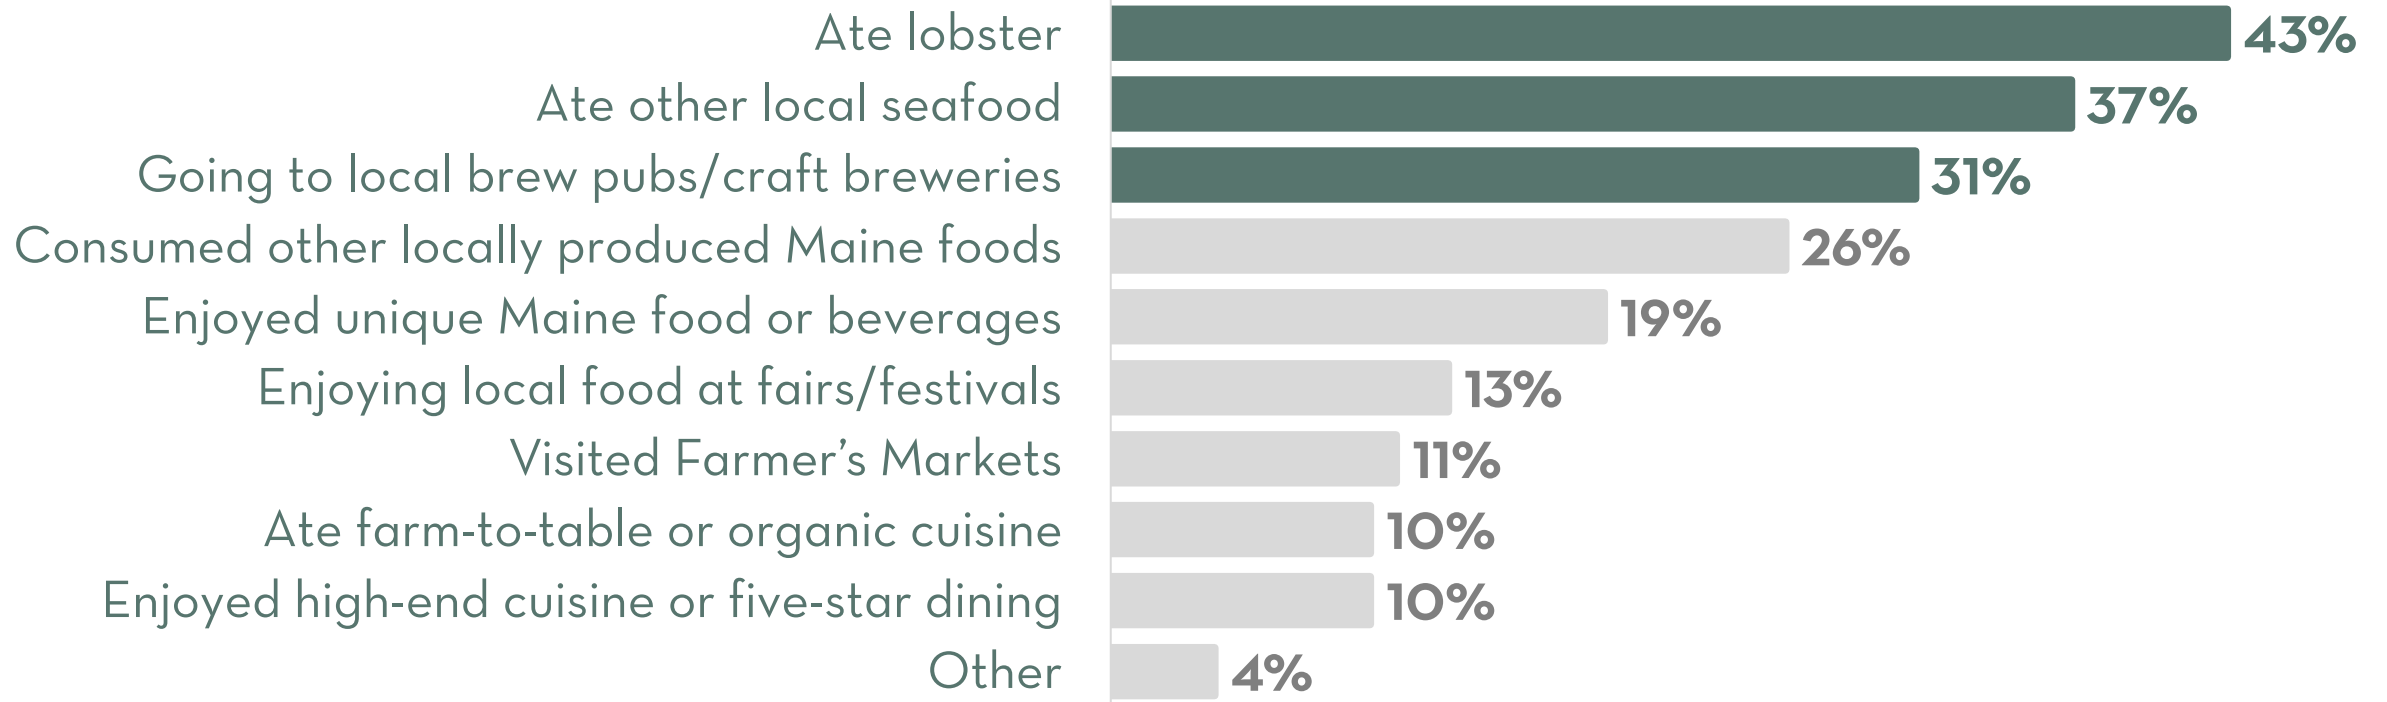 Ate lobster 43%
Ate other local seafood 37%
Going to local brew pubs/craft breweries 31%
Consumed other locally produced Maine foods 26%
Enjoyed unique Maine food or beverages 19%
Enjoying local food at fairs/festivals 13%
Visited Farmer’s Markets 11%
Ate farm-to-table or organic cuisine 10%
Enjoyed high-end cuisine or five-star dining 10%
Other 4%